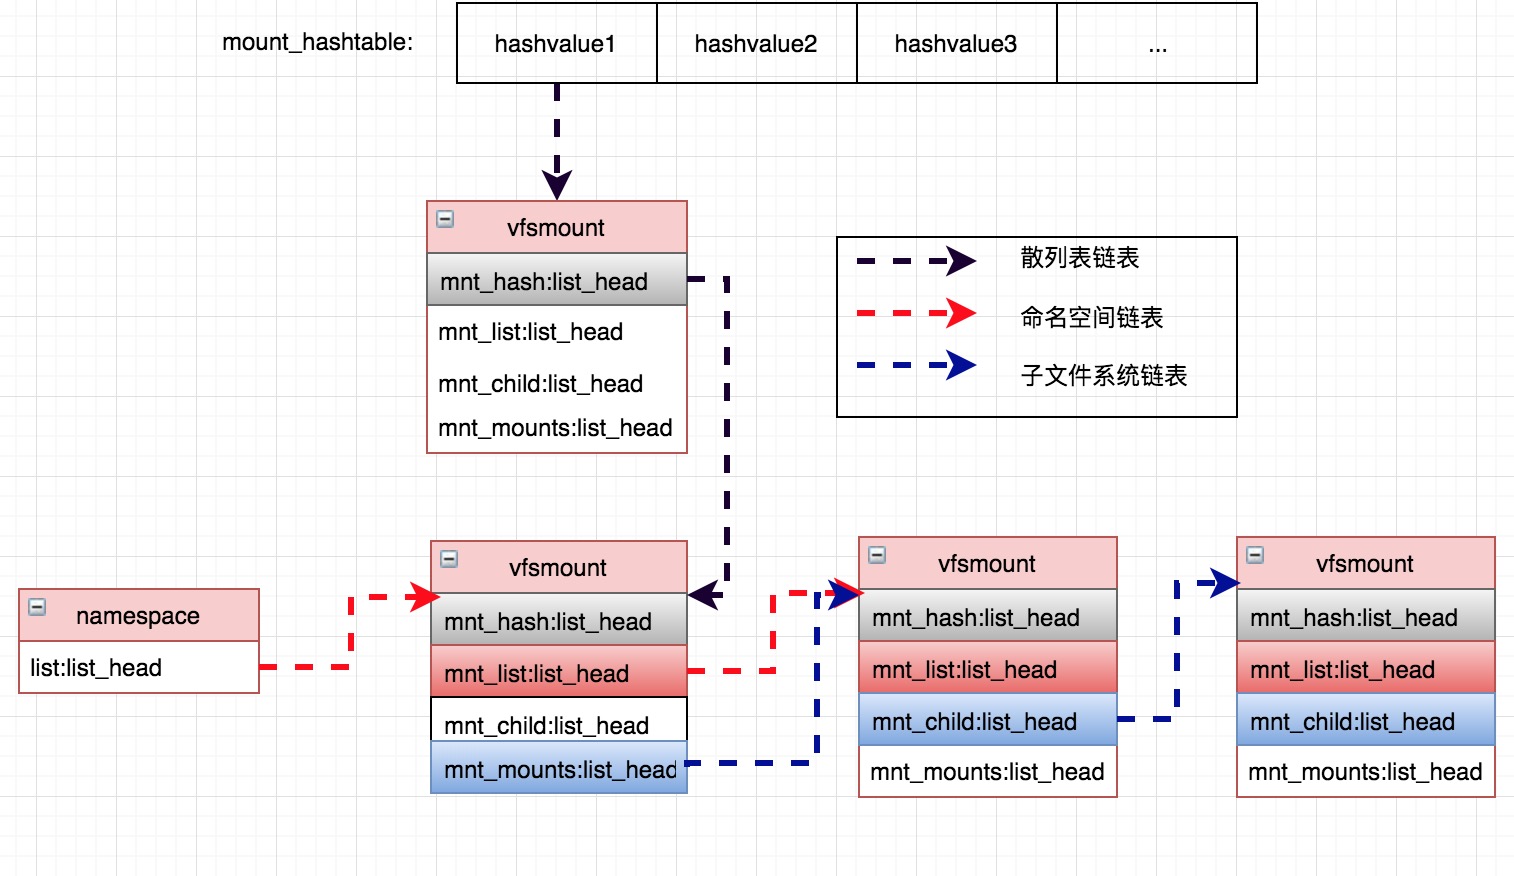 mount_hashtable:
hashvalue1
hashvalue2
hashvalue3
...
vfsmount
mnt_hash:list_head
mnt_list:list_head
mnt_child:list_head
mnt_mounts:list_head
散列表链表
命名空间链表
子文件系统链表
namespace
list:list_head
vfsmount
mnt_hash:list_head
mnt_list:list_head
mnt_child:list_head
mnt_mounts:list_head
vfsmount
mnt_hash:list_head
mnt_list:list_head
mnt_child:list_head
mnt_mounts:list_head
vfsmount
mnt_hash:list_head
mnt_list:list_head
mnt_child:list_head
mnt_mounts:list_head